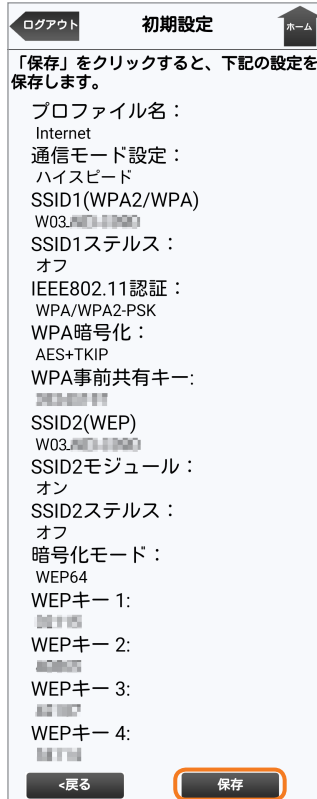 ログアウト
初期設定
ホーム
「保存」をクリックすると、下記の設定を
保存します。
プロファイル名：
Internet
通信モード設定：
ハイスピード
SSID1(WPA2/WPA)
W03_
SSID1ステルス：
オフ
IEEE802.11認証：
WPA/WPA2-PSK
WPA暗号化：
AES+TKIP
WPA事前共有キー:
SSID2(WEP)
W03_
SSID2モジュール：
オン
SSID2ステルス：
オフ
暗号化モード：
WEP64
WEPキー 1:
WEPキー 2:
WEPキー 3:
WEPキー 4:
<戻る
保存